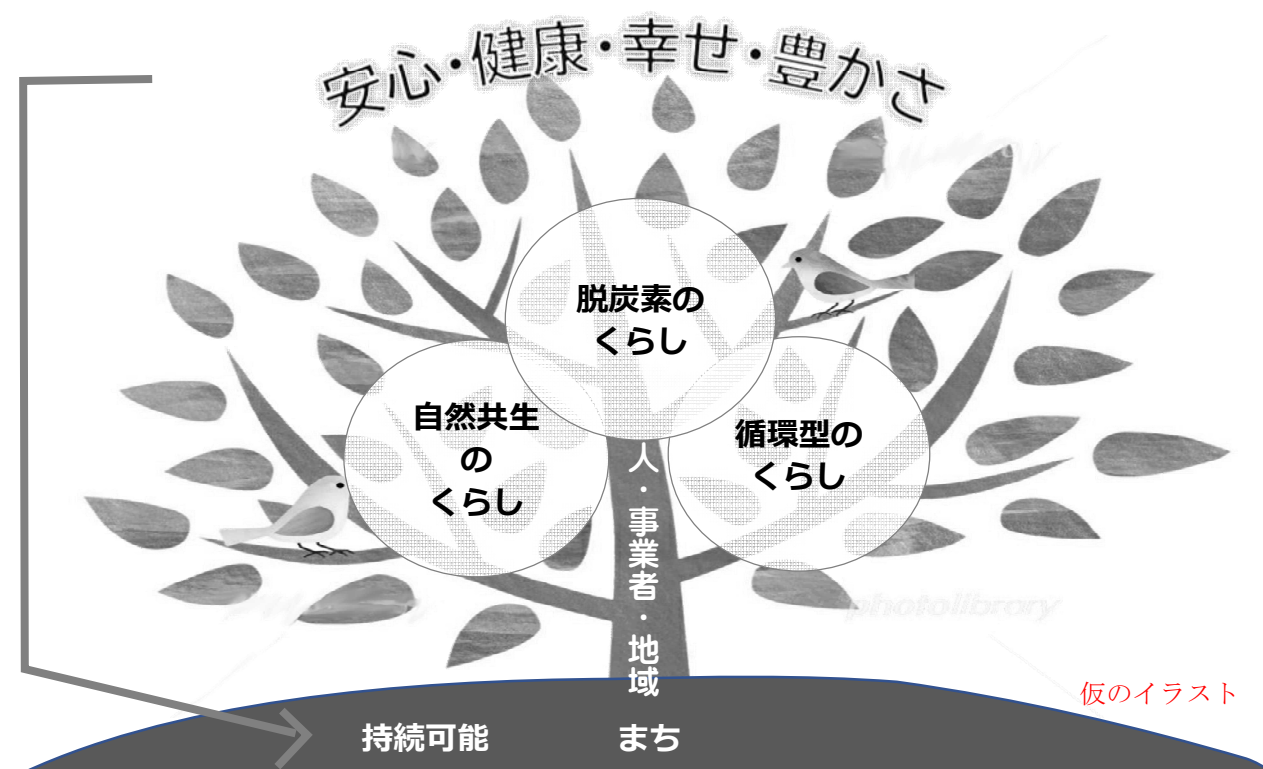 安心・健康・幸せ・豊かさ
脱炭素の
くらし
自然共生
の
くらし
循環型の
くらし
人・事業者・地域
photolibrary
仮のイラスト
持続可能 まち